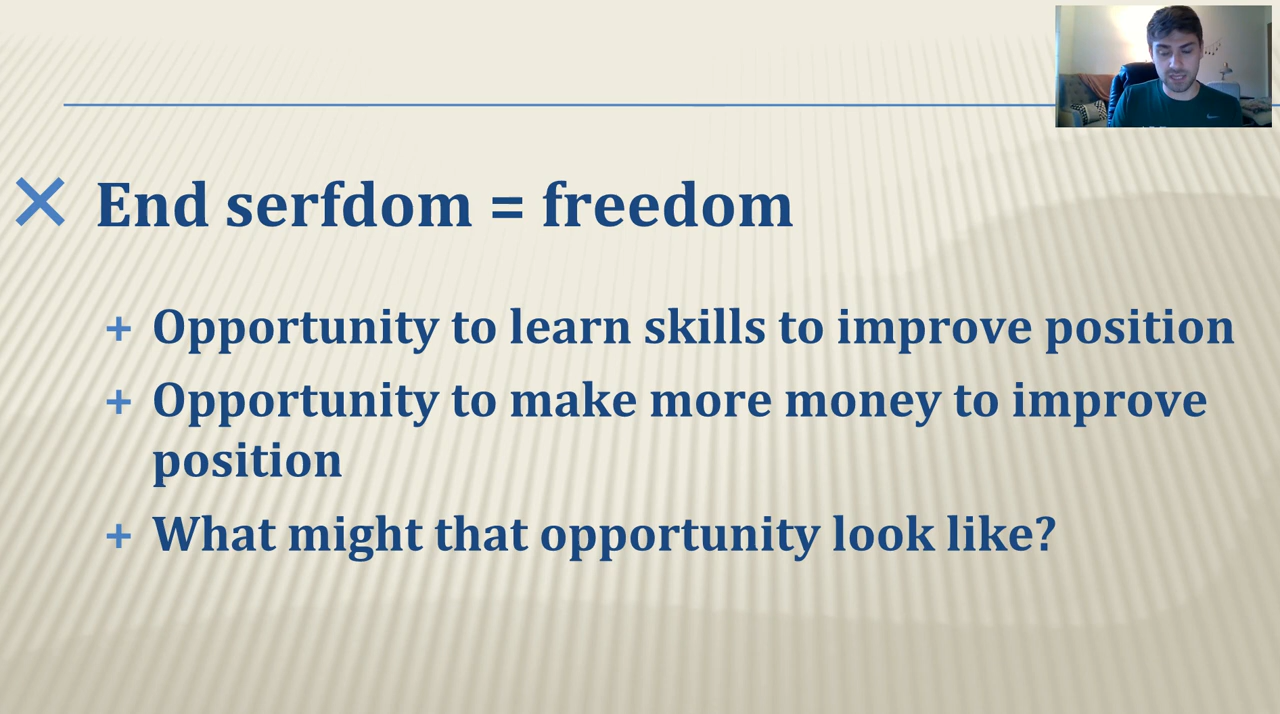 End serfdom = freedom
+ Opportunity to learn skills to improve position
+ Opportunity to make more money to improve
position
+ What might that opportunity look like?